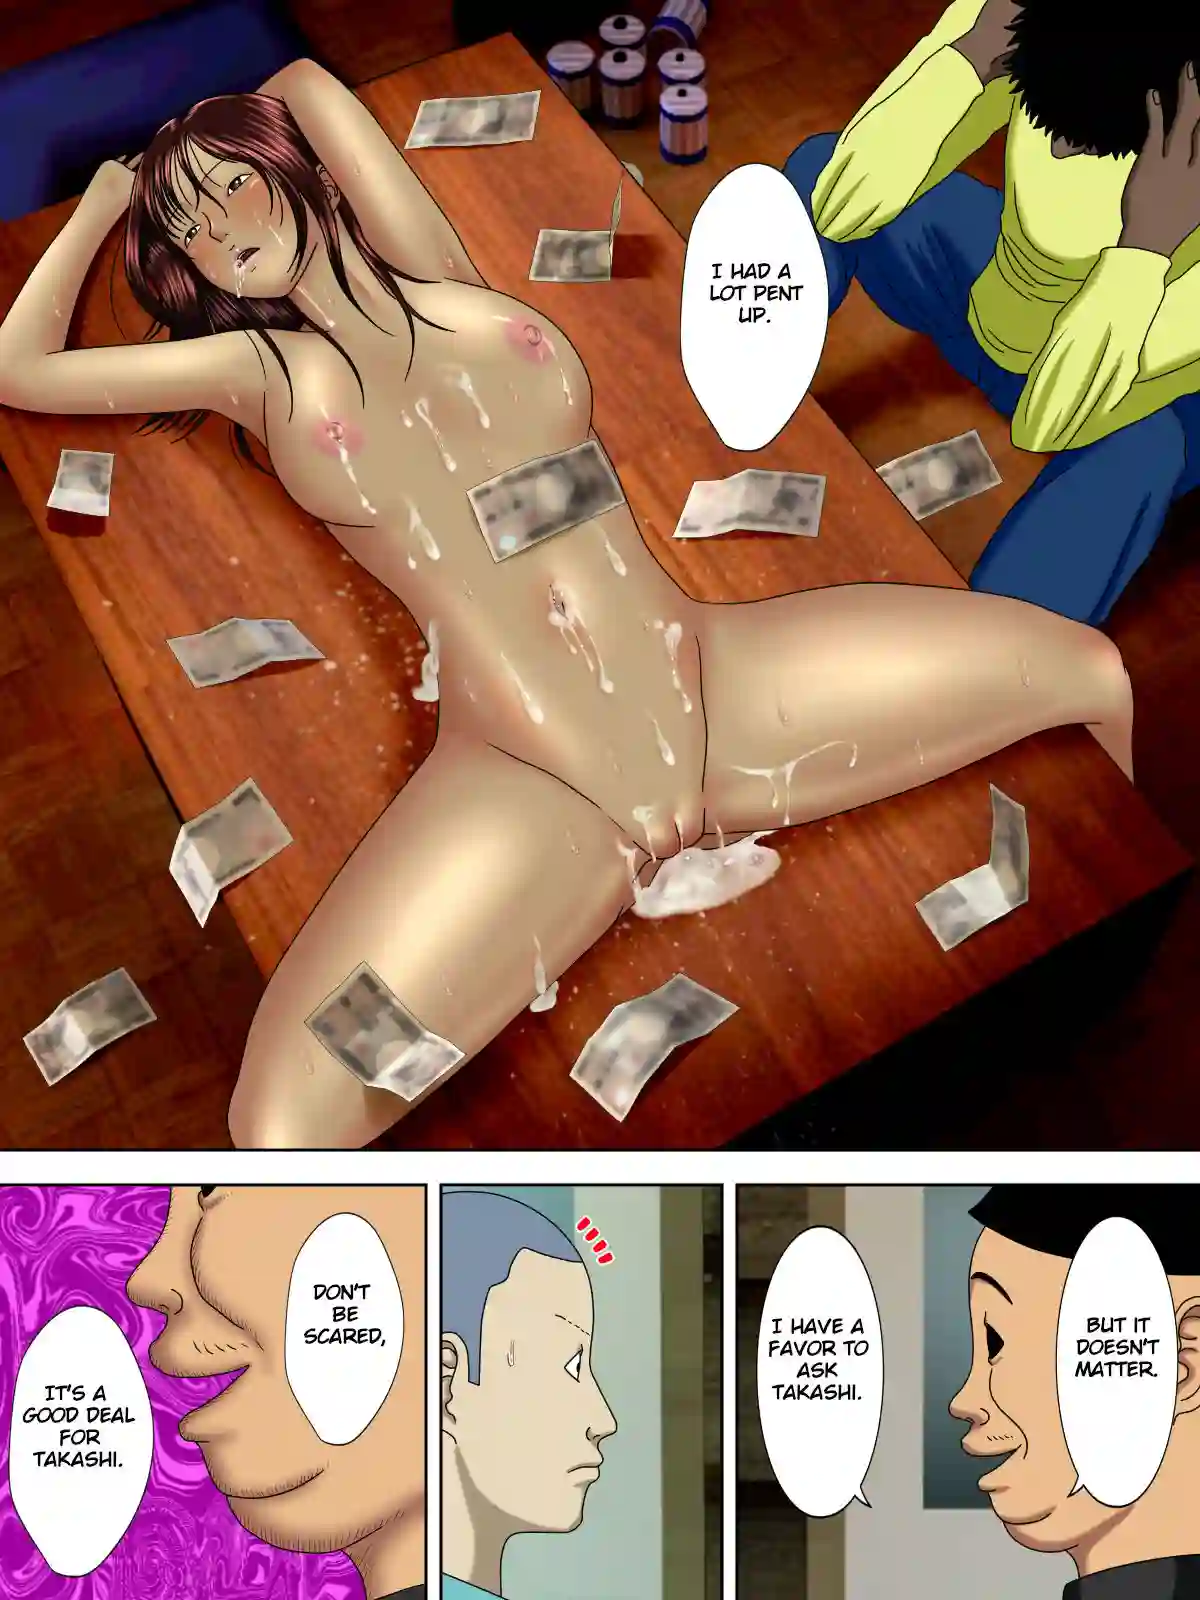 I HAD A
LOT PENT
UP.
BUT IT
DOESN'T
MATTER.
I HAVE A
FAVOR TO
ASK
TAKASHI.
DON'T
BE
SCARED,
IT'S A
GOOD DEAL
FOR
TAKASHI.